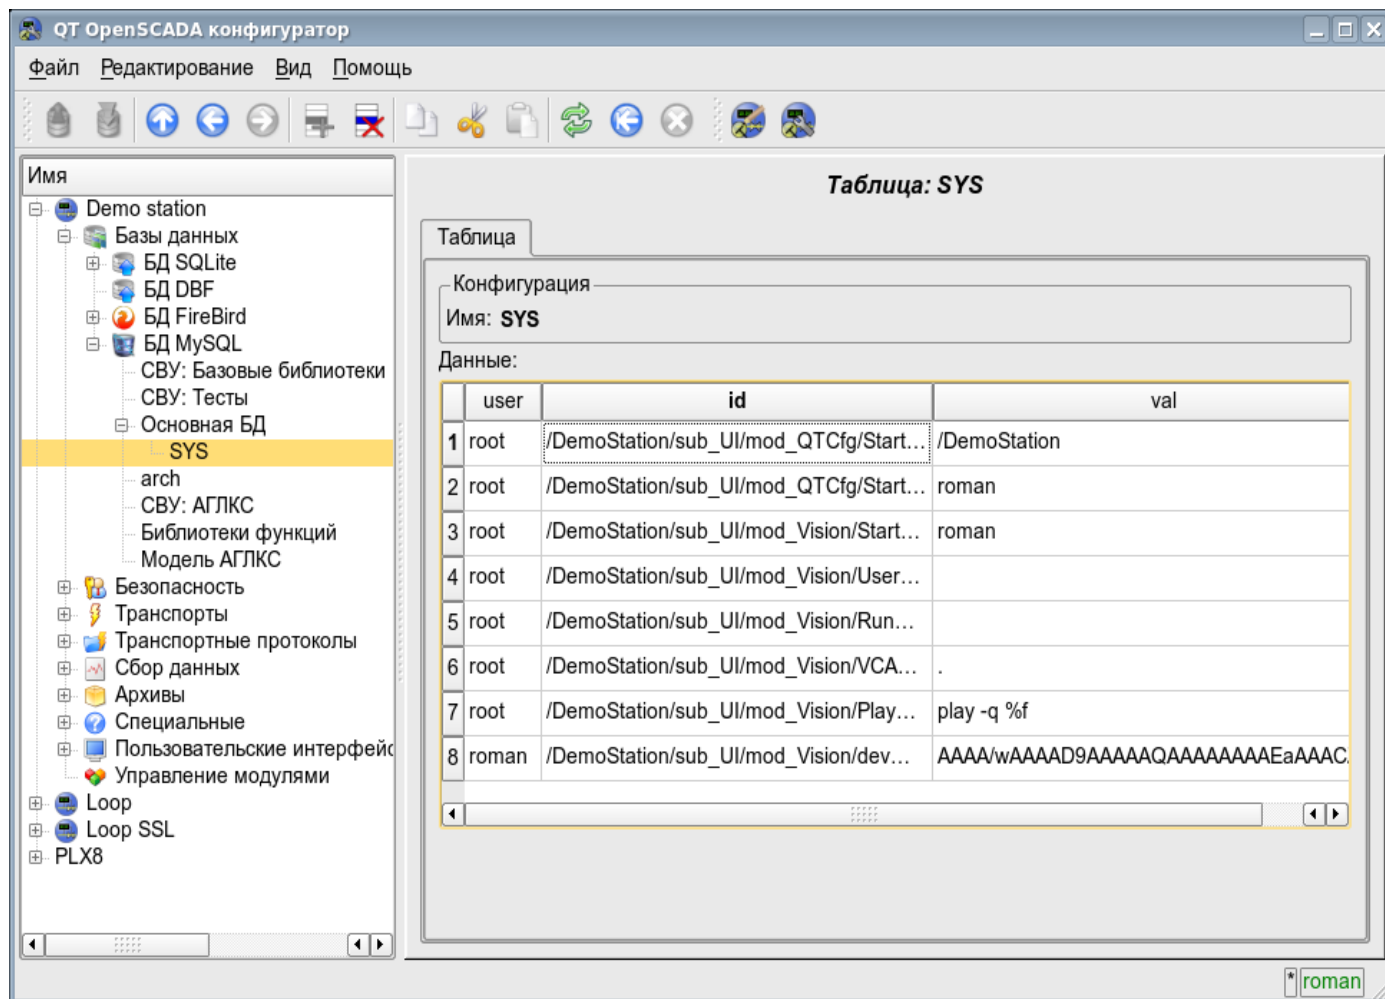 QT OpenSCADA конфигуратор
Файл Редактирование Вид Помощь
Имя
Demo station
Базы данных
БД SQLite
БД DBF
БД FireBird
БД MySQL
СВУ: Базовые библиотеки
СВУ: Тесты
Основная БД
SYS
arch
СВУ: АГЛКС
Библиотеки функций
Модель АГЛКС
Безопасность
Транспорты
Транспортные протоколы
Сбор данных
Архивы
Специальные
Пользовательские интерфейс
Управление модулями
Loop
Loop SSL
PLX8
Таблица: SYS
Таблица
Конфигурация
Имя: SYS
Данные:
user id val
1 root /DemoStation/sub_UI/mod_QTCfg/Start... /DemoStation
2 root /DemoStation/sub_UI/mod_QTCfg/Start... roman
3 root /DemoStation/sub_UI/mod_Vision/Start... roman
4 root /DemoStation/sub_UI/mod_Vision/User...
5 root /DemoStation/sub_UI/mod_Vision/Run...
6 root /DemoStation/sub_UI/mod_Vision/VCA... .
7 root /DemoStation/sub_UI/mod_Vision/Play... play -q %f
8 roman /DemoStation/sub_UI/mod_Vision/dev... AAAA/wAAAAD9AAAAAQAAAAAAAAEaAAAC.
* roman